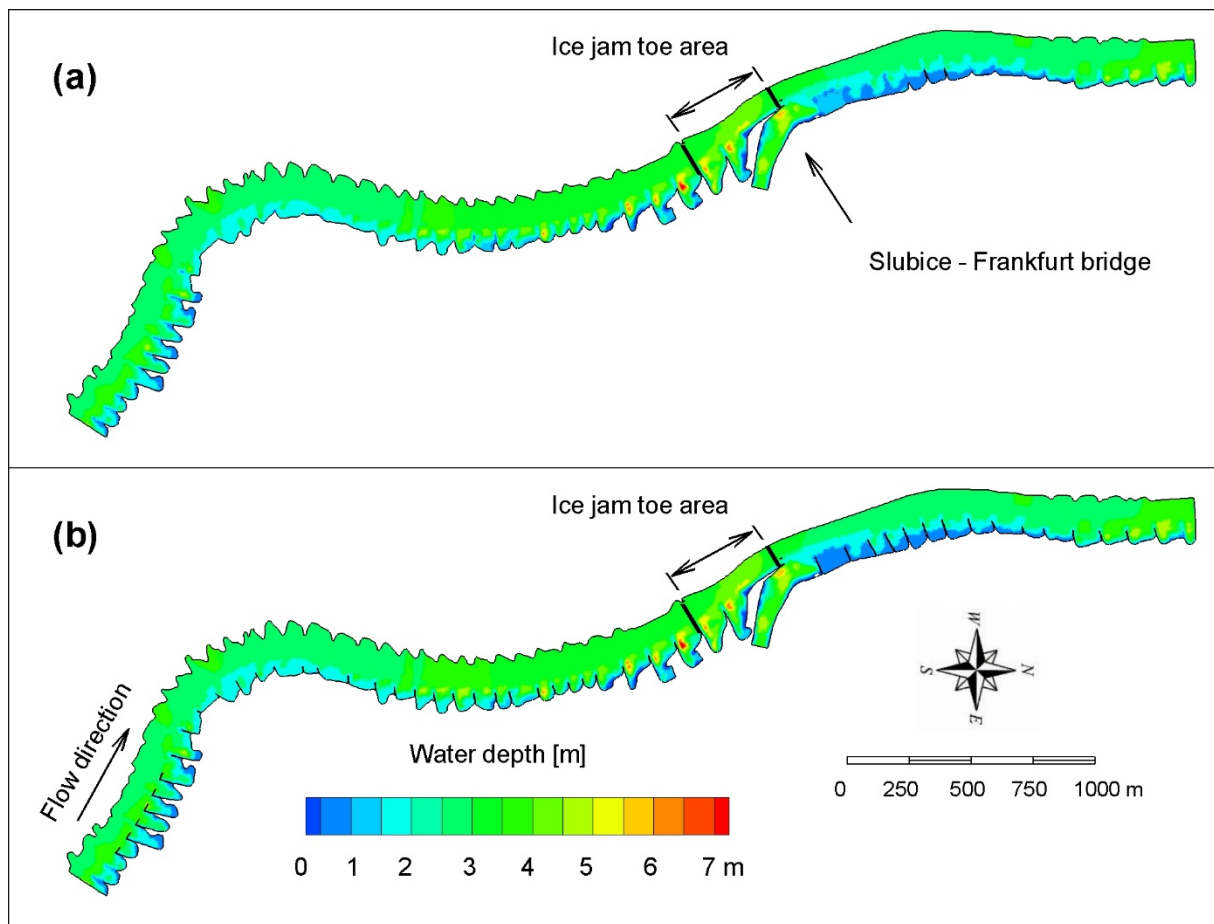 (a)
Ice jam toe area
Slubice - Frankfurt bridge
(b)
Ice jam toe area
Flow direction
W
S N
E
Water depth [m]
0 1 2 3 4 5 6 7 m
0 250 500 750 1000 m